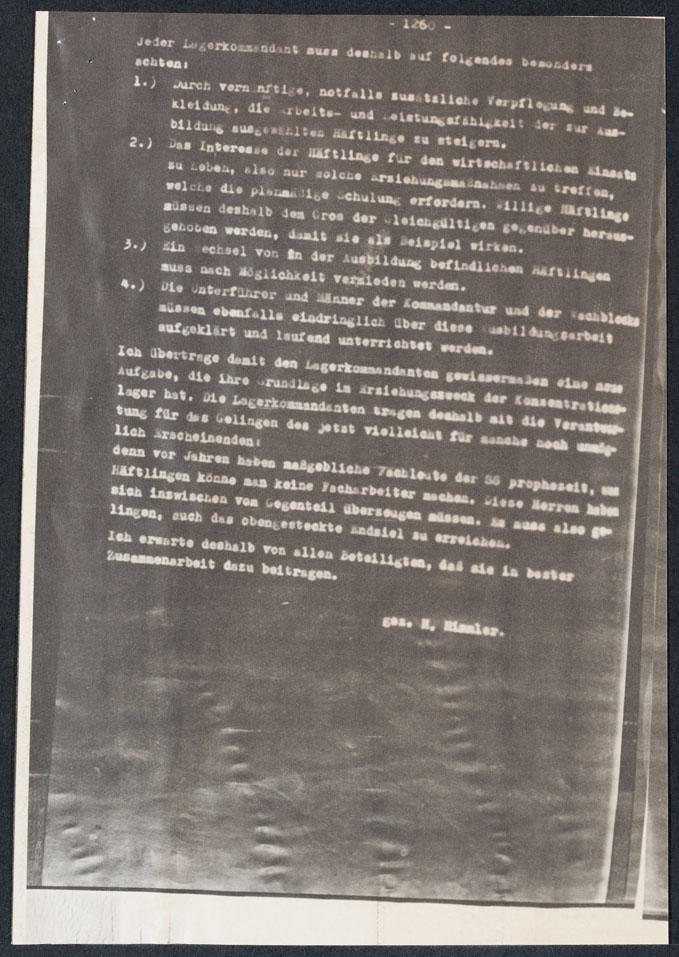 - 1260 -
Jeder Lagerkommandant muss deshalb auf folgendes besonders
achten:
1.) Durch vernünftige, notfalls zusätzliche Verpflegung und Be-
kleidung, die Arbeits- und Leistungsfähigkeit der zur Aus-
bildung ausgewählten Häftlinge zu steigern.
2.) Das Interesse der Häftlinge für den wirtschaftlichen Einsatz
zu heben, also nur solche Erziehungsmaßnahmen zu treffen,
welche die planmäßige Schulung erfordern. Willige Häftlinge
müssen deshalb dem Gros der Gleichgültigen gegenüber heraus-
gehoben werden, damit sie als Beispiel wirken.
3.) Ein Wechsel von in der Ausbildung befindlichen Häftlingen
muss nach Möglichkeit vermieden werden.
4.) Die Unterführer und Männer der Kommandantur und der Wachblocks
müssen ebenfalls eindringlich über diese Ausbildungsarbeit
aufgeklärt und laufend unterrichtet werden.
Ich übertrage damit den Lagerkommandanten gewissermaßen eine neue
Aufgabe, die ihre Grundlage im Erziehungszweck der Konzentrations-
lager hat. Die Lagerkommandanten tragen deshalb mit die Verantwor-
tung für das Gelingen des jetzt vielleicht für manche noch unmög-
lich Erscheinenden:
denn vor Jahren haben maßgebliche Fachleute der SS prophezeit, aus
Häftlingen könne man keine Facharbeiter machen. Diese Herren haben
sich inzwischen vom Gegenteil überzeugen müssen. Es muss also ge-
lingen, auch das obengesteckte Endziel zu erreichen.
Ich erwarte deshalb von allen Beteiligten, daß sie in bester
Zusammenarbeit dazu beitragen.
gez. H. Himmler.